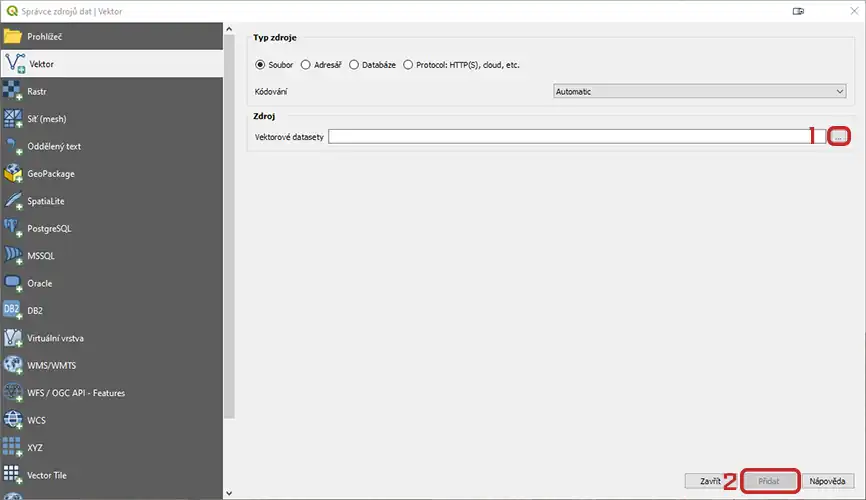 Správce zdrojů dat | Vektor
Prohlížeč
Vektor
Rastr
Síť (mesh)
Oddělený text
GeoPackage
SpatiaLite
PostgreSQL
MSSQL
Oracle
DB2
DB2
Virtuální vrstva
WMS/WMTS
WFS / OGC API - Features
WCS
XYZ
Vector Tile
Typ zdroje
Soubor Adresář Databáze Protocol: HTTP(S), cloud, etc.
Kódování Automatic
Zdroj
Vektorové datasety 1 ...
Zavřít 2 Přidat Nápověda